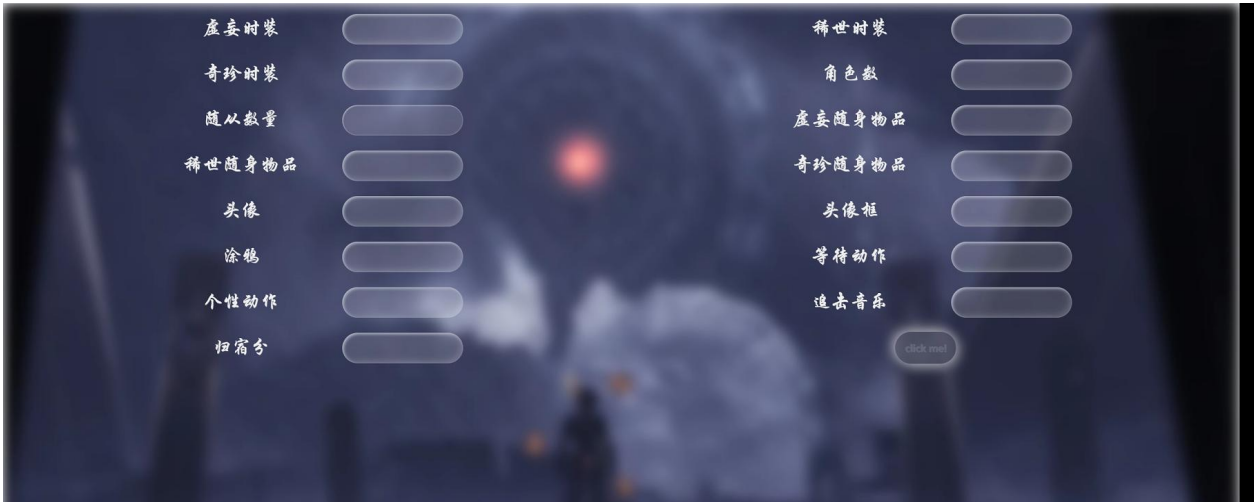 虚妄时装 稀世时装
奇珍时装 角色数
随从数量 虚妄随身物品
稀世随身物品 奇珍随身物品
头像 头像框
涂鸦 等待动作
个性动作 追击音乐
归宿分 click me!